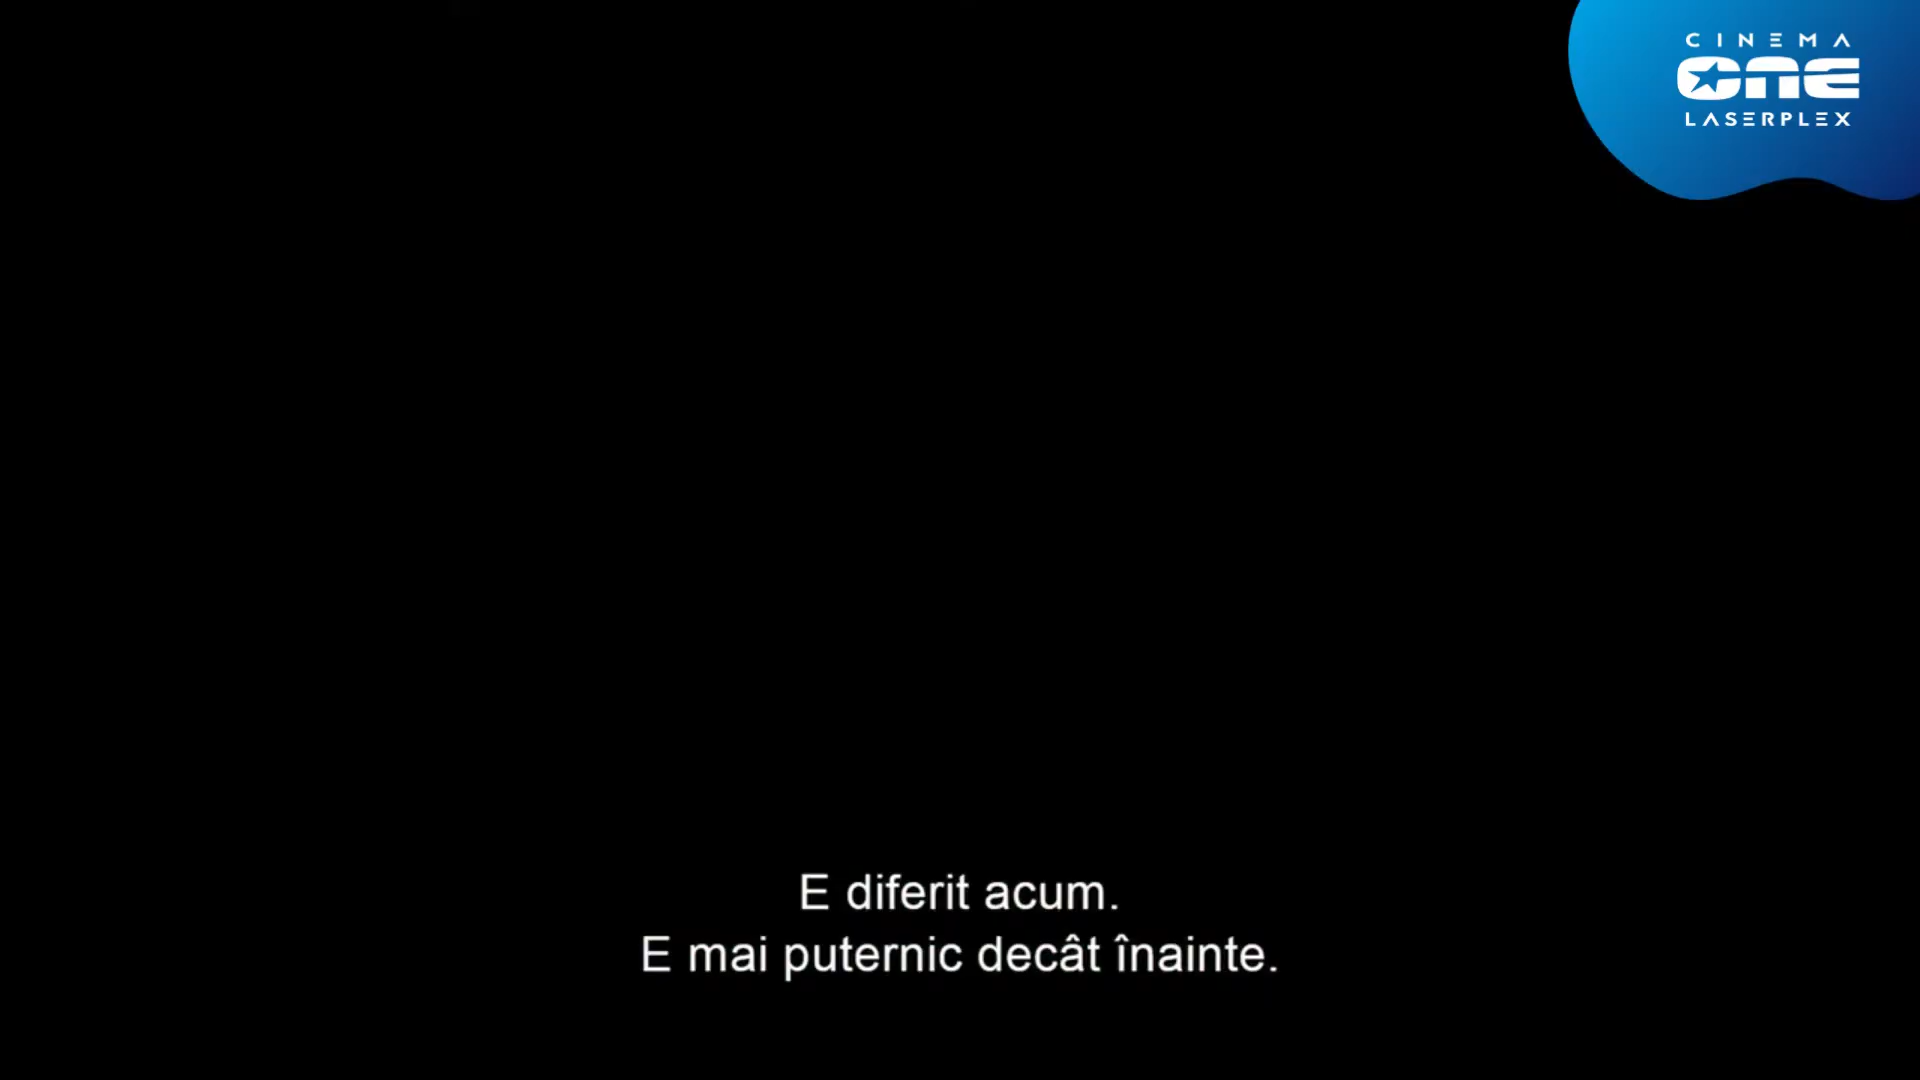 CINEMA
ONE
LASERPLEX
E diferit acum.
E mai puternic decât înainte.